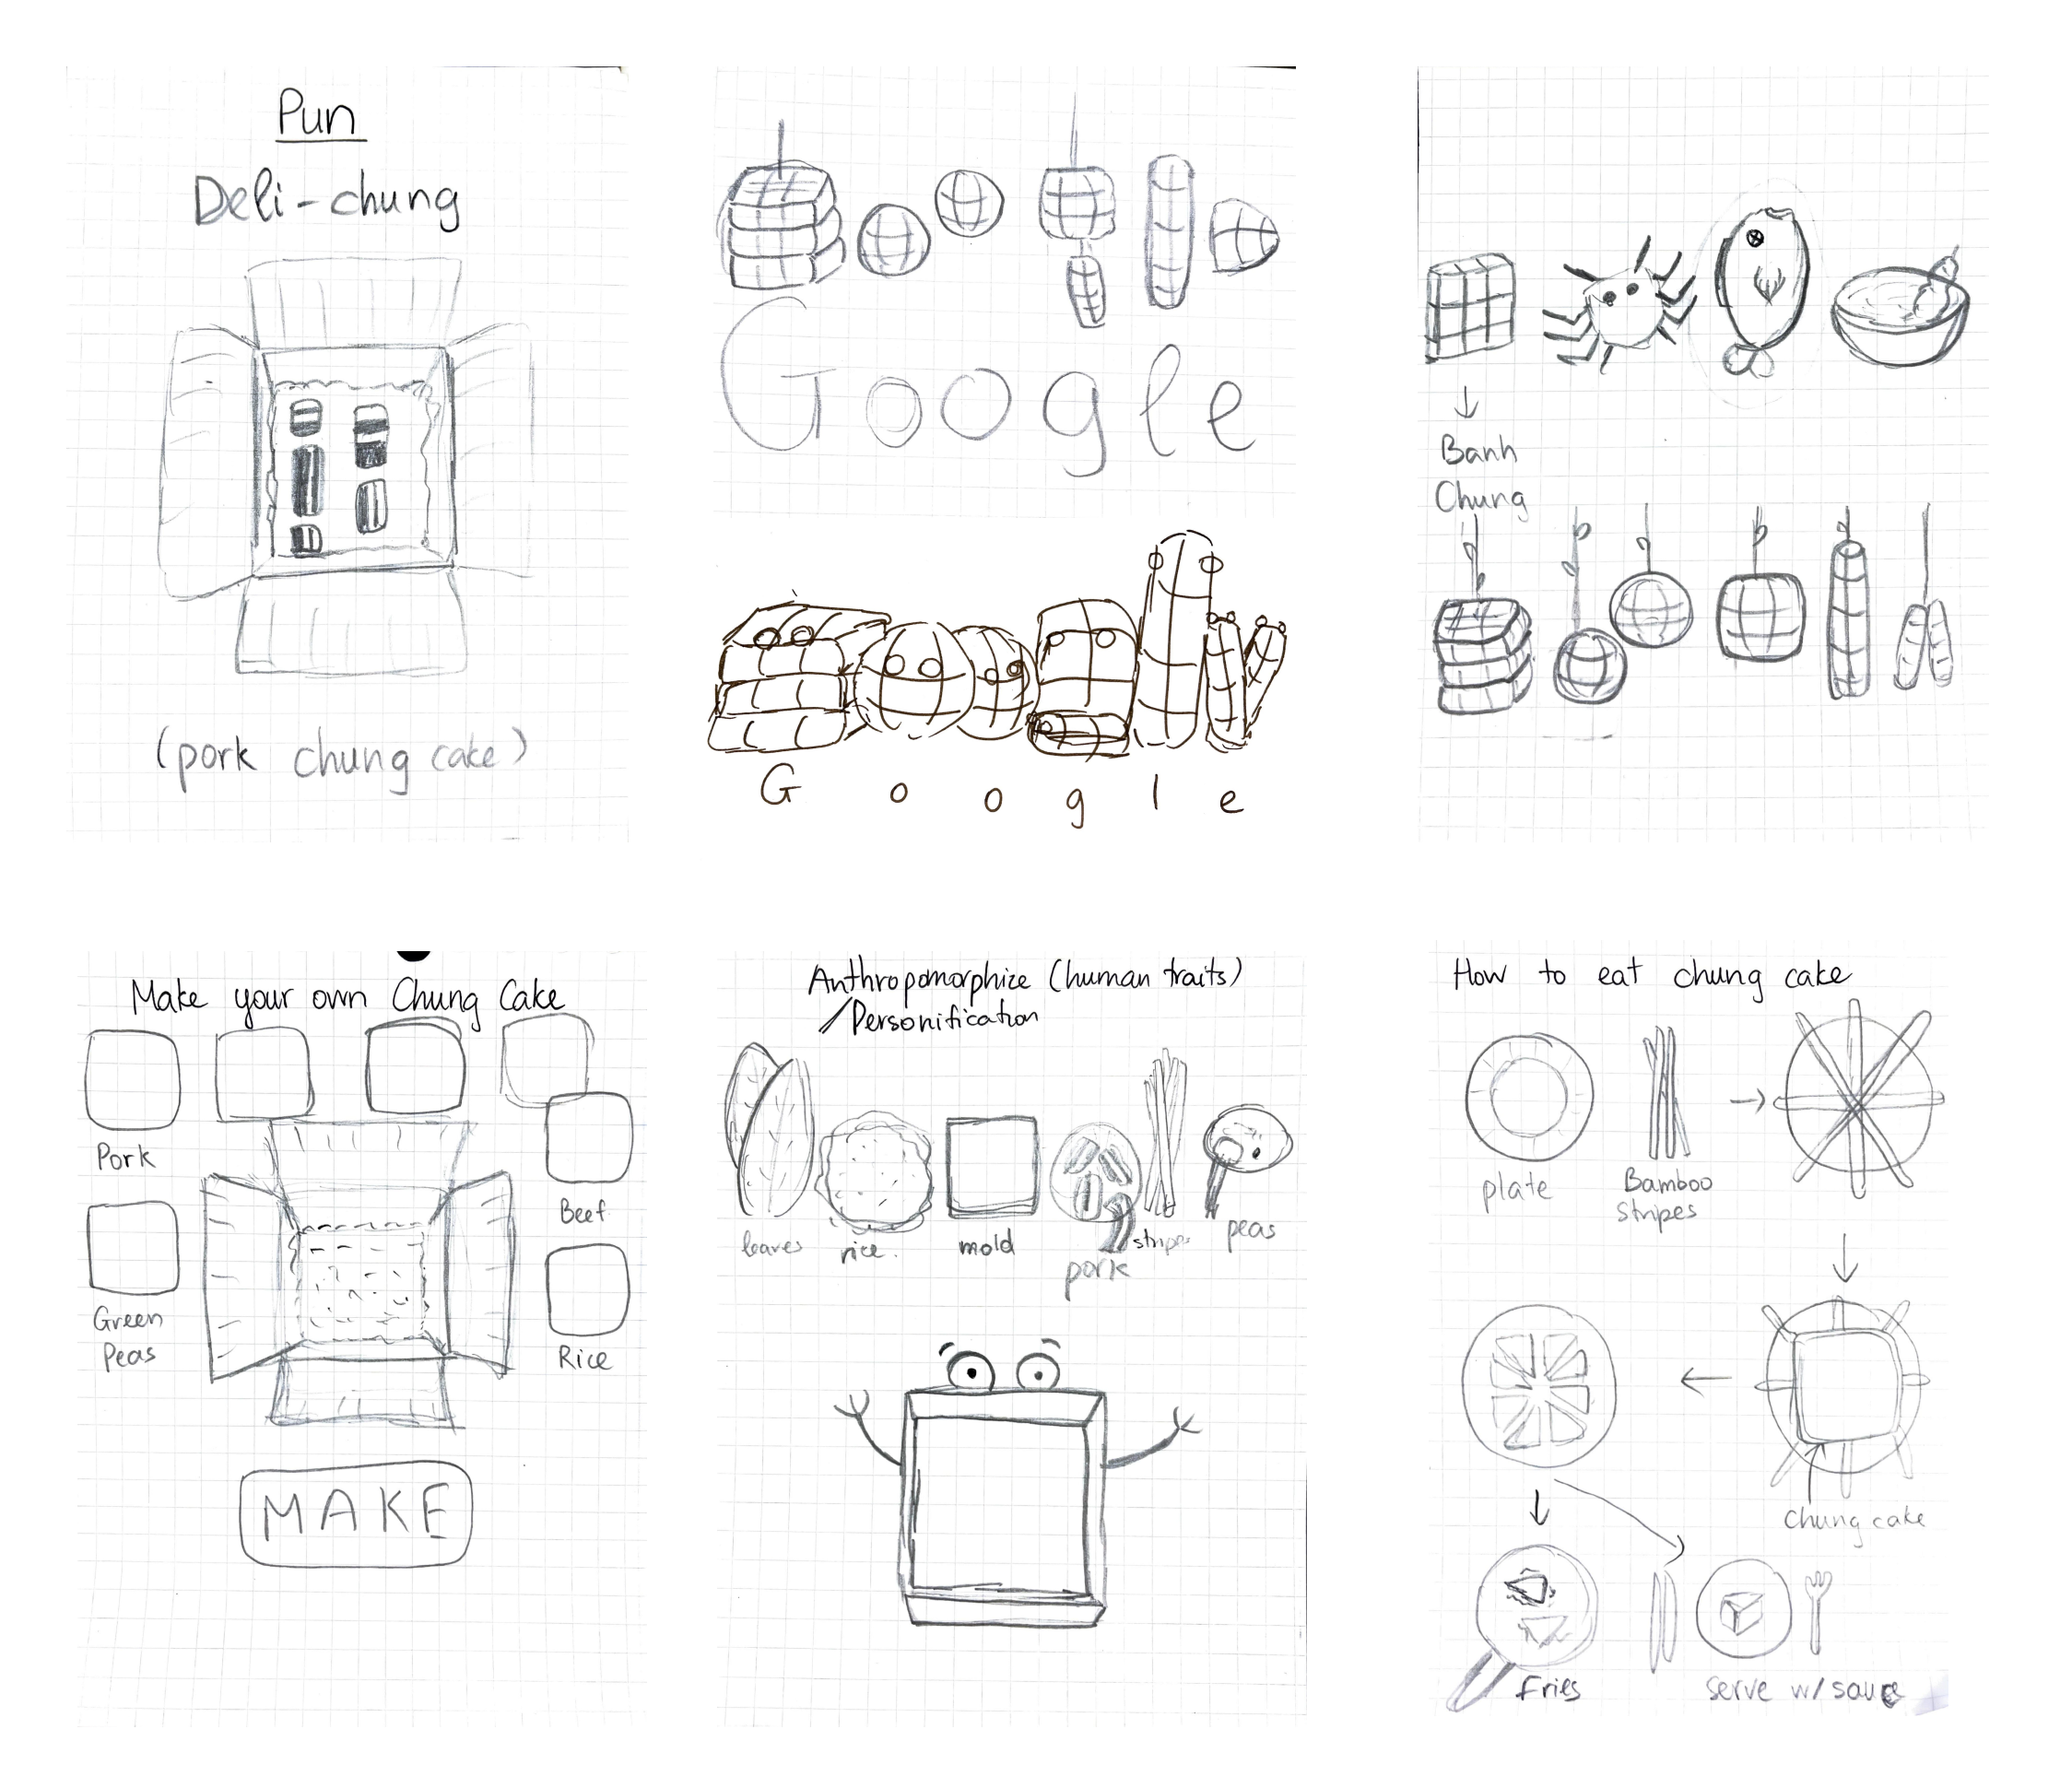 Pun
Deli-chung
(pork chung cake)
Google
G o o g l e
Banh
Chung
Make your own Chung Cake
Pork
Green
Peas
Beef
Rice
MAKE
Anthropomorphize (human traits)
/Personification
leaves
rice.
mold
pork
stripes
peas
How to eat chung cake
plate
Bamboo
Stripes
Chung cake
Fries
Serve w/ sauce